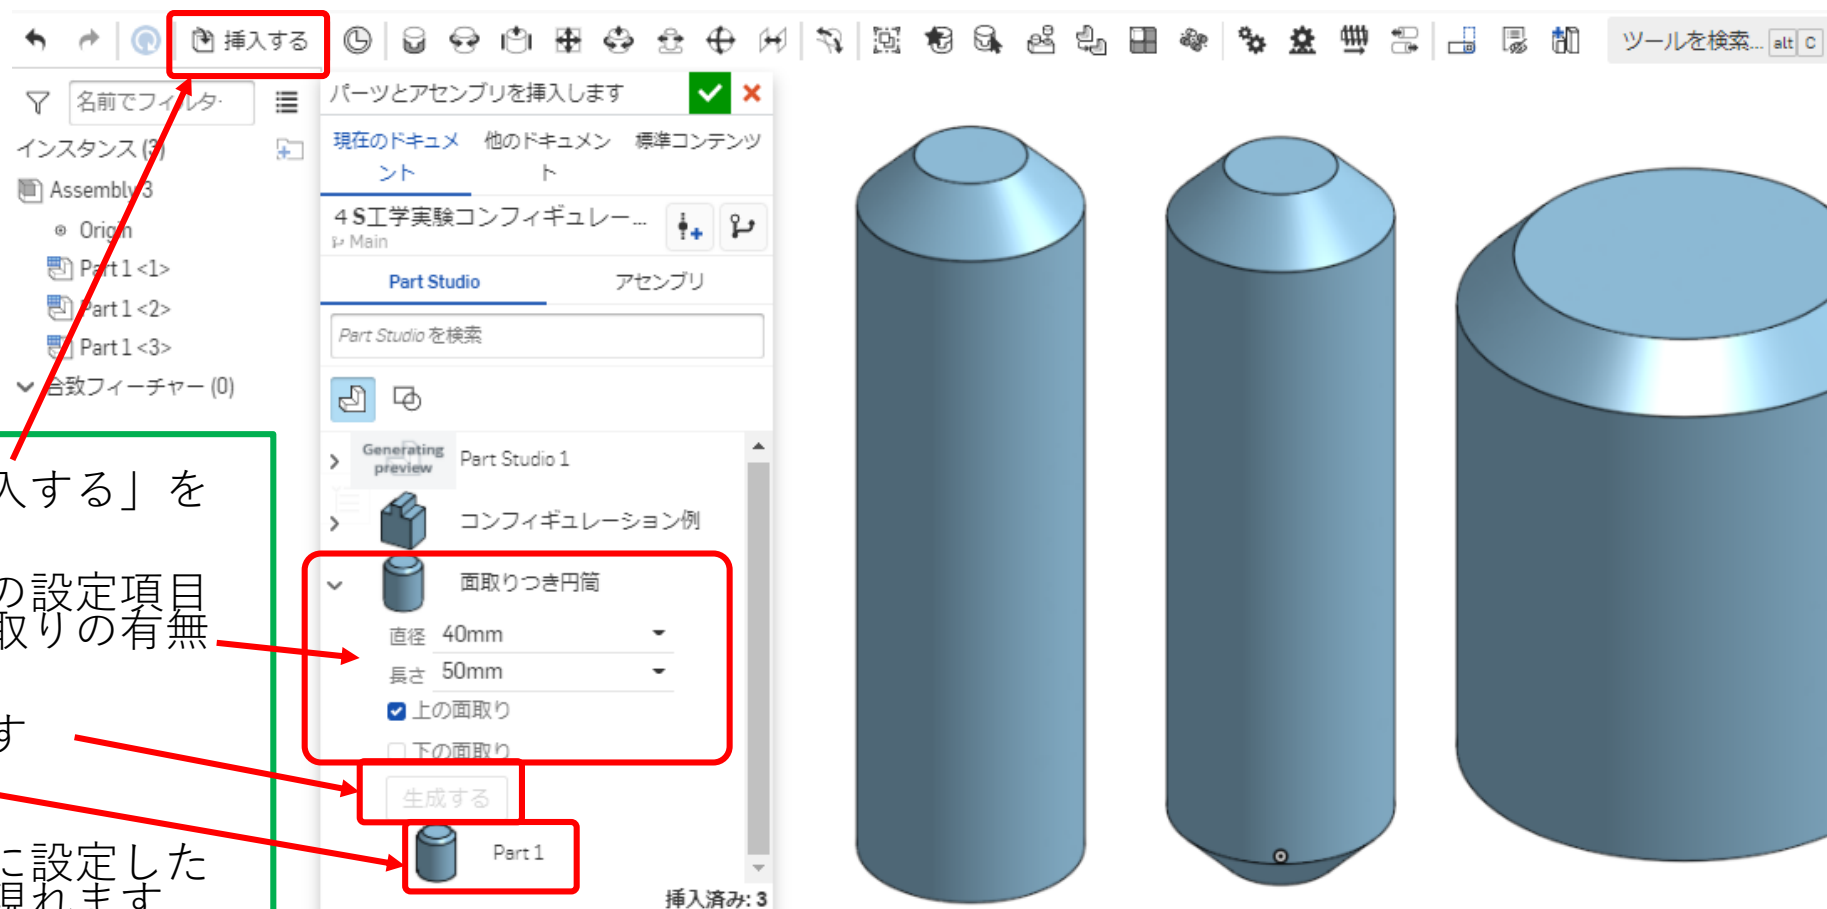 挿入する
ツールを検索... alt C
名前でフィルター
インスタンス (3)
Assembly 3
Origin
Part 1 <1>
Part 1 <2>
Part 1 <3>
合致フィーチャー (0)
パーツとアセンブリを挿入します
現在のドキュメ
ント
他のドキュメン
ト
標準コンテンツ
４S工学実験コンフィギュレー...
Main
Part Studio
アセンブリ
Part Studio を検索
Generating
preview
Part Studio 1
コンフィギュレーション例
面取りつき円筒
直径 40mm
長さ 50mm
上の面取り
下の面取り
生成する
Part 1
挿入済み: 3
入する」を
の設定項目
取りの有無
す
に設定した
現れます